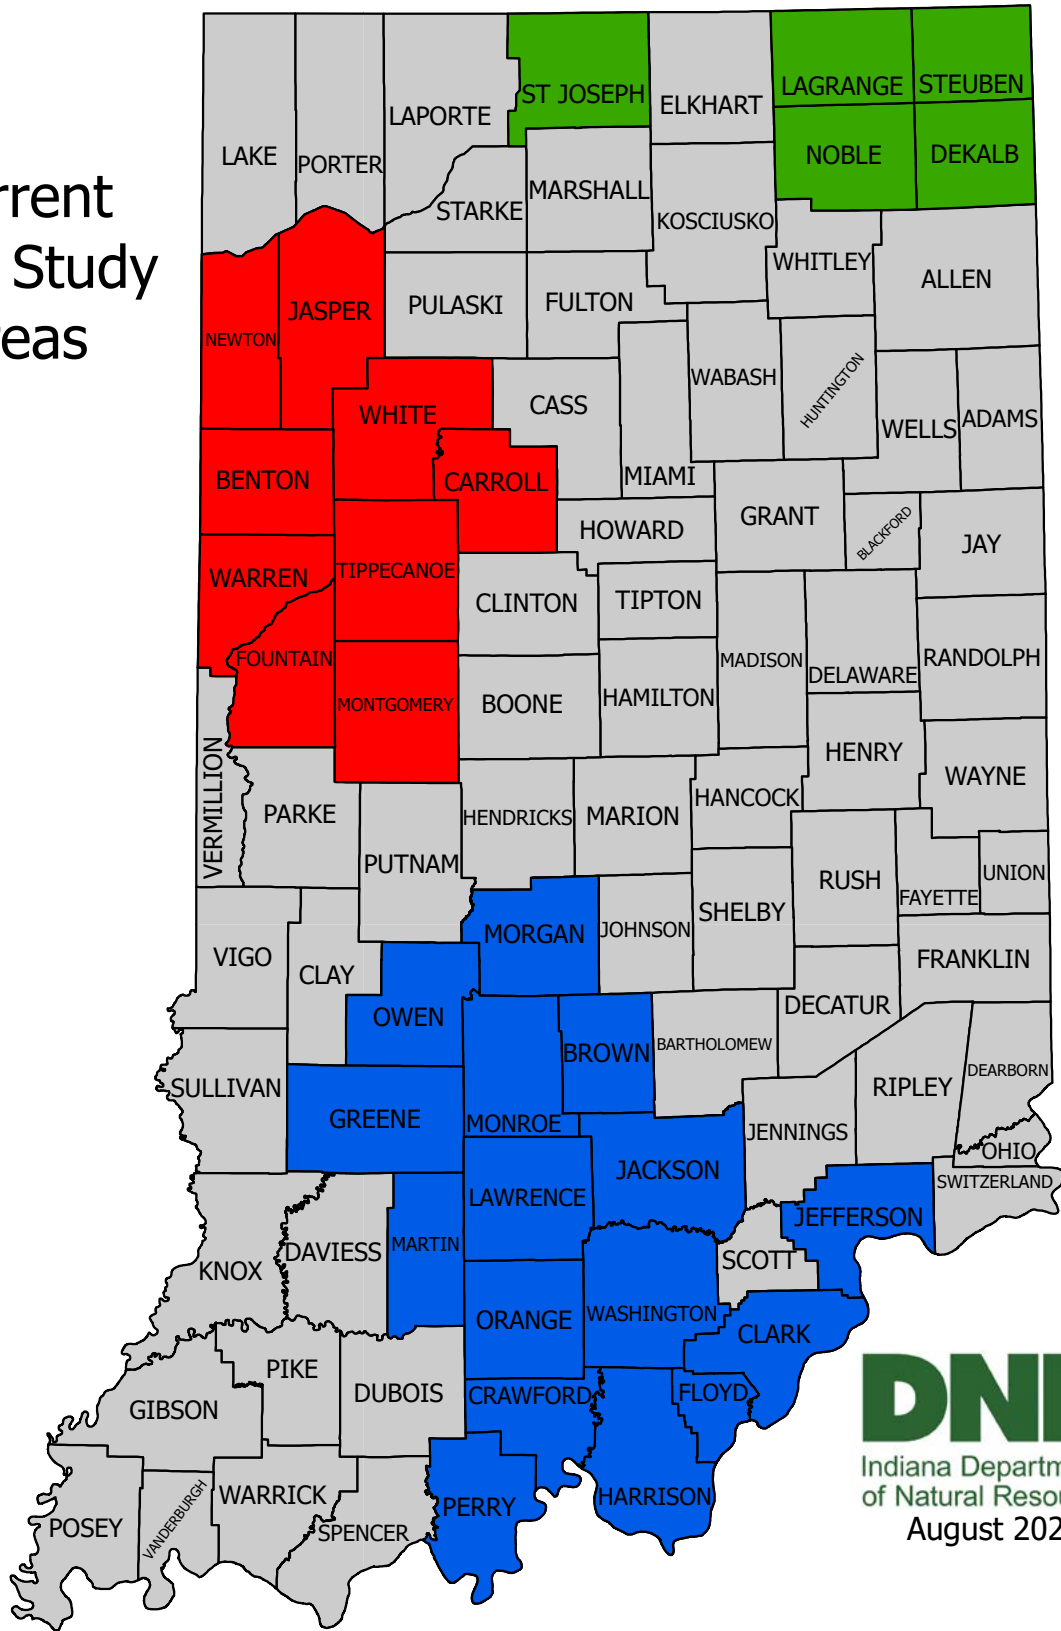 rrent
Study
reas
ST JOSEPH
LAGRANGE
STEUBEN
ELKHART
LAPORTE
LAKE
PORTER
NOBLE
DEKALB
MARSHALL
STARKE
KOSCIUSKO
WHITLEY
ALLEN
JASPER
PULASKI
FULTON
NEWTON
WABASH
HUNTINGTON
CASS
WHITE
WELLS
ADAMS
BENTON
CARROLL
MIAMI
GRANT
HOWARD
BLACKFORD
JAY
WARREN
TIPPECANOE
CLINTON
TIPTON
FOUNTAIN
MADISON
DELAWARE
RANDOLPH
MONTGOMERY
BOONE
HAMILTON
HENRY
WAYNE
VERMILLION
PARKE
HENDRICKS
MARION
HANCOCK
PUTNAM
RUSH
FAYETTE
UNION
SHELBY
MORGAN
JOHNSON
VIGO
CLAY
FRANKLIN
OWEN
DECATUR
BROWN
BARTHOLOMEW
SULLIVAN
RIPLEY
DEARBORN
GREENE
MONROE
JENNINGS
OHIO
JACKSON
LAWRENCE
SWITZERLAND
JEFFERSON
DAVIESS
MARTIN
KNOX
SCOTT
ORANGE
WASHINGTON
CLARK
PIKE
DUBOIS
CRAWFORD
FLOYD
GIBSON
WARRICK
PERRY
HARRISON
POSEY
VANDERBURGH
SPENCER
DN
Indiana Departm
of Natural Resou
August 202